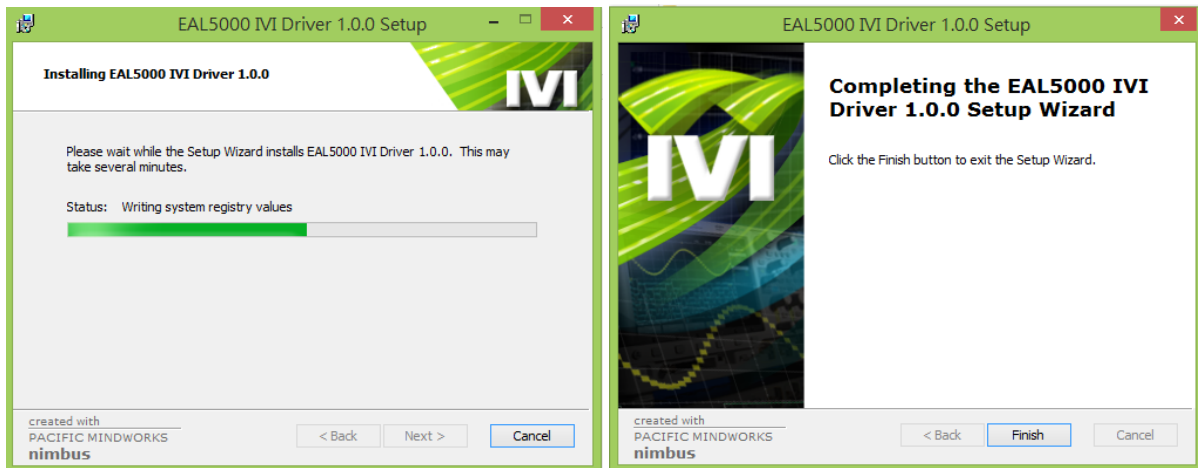 EAL5000 IVI Driver 1.0.0 Setup
Installing EAL5000 IVI Driver 1.0.0
IVI
Please wait while the Setup Wizard installs EAL5000 IVI Driver 1.0.0. This may
take several minutes.
Status: Writing system registry values
created with
PACIFIC MINDWORKS
nimbus
< Back
Next >
Cancel
EAL5000 IVI Driver 1.0.0 Setup
IVI
Completing the EAL5000 IVI
Driver 1.0.0 Setup Wizard
Click the Finish button to exit the Setup Wizard.
created with
PACIFIC MINDWORKS
nimbus
< Back
Finish
Cancel